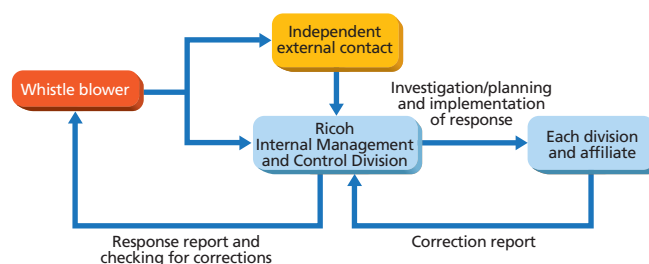 Independent
external contact
Whistle blower
Investigation/planning
and implementation
of response
Ricoh
Internal Management
and Control Division
Each division
and affiliate
Response report and
checking for corrections
Correction report